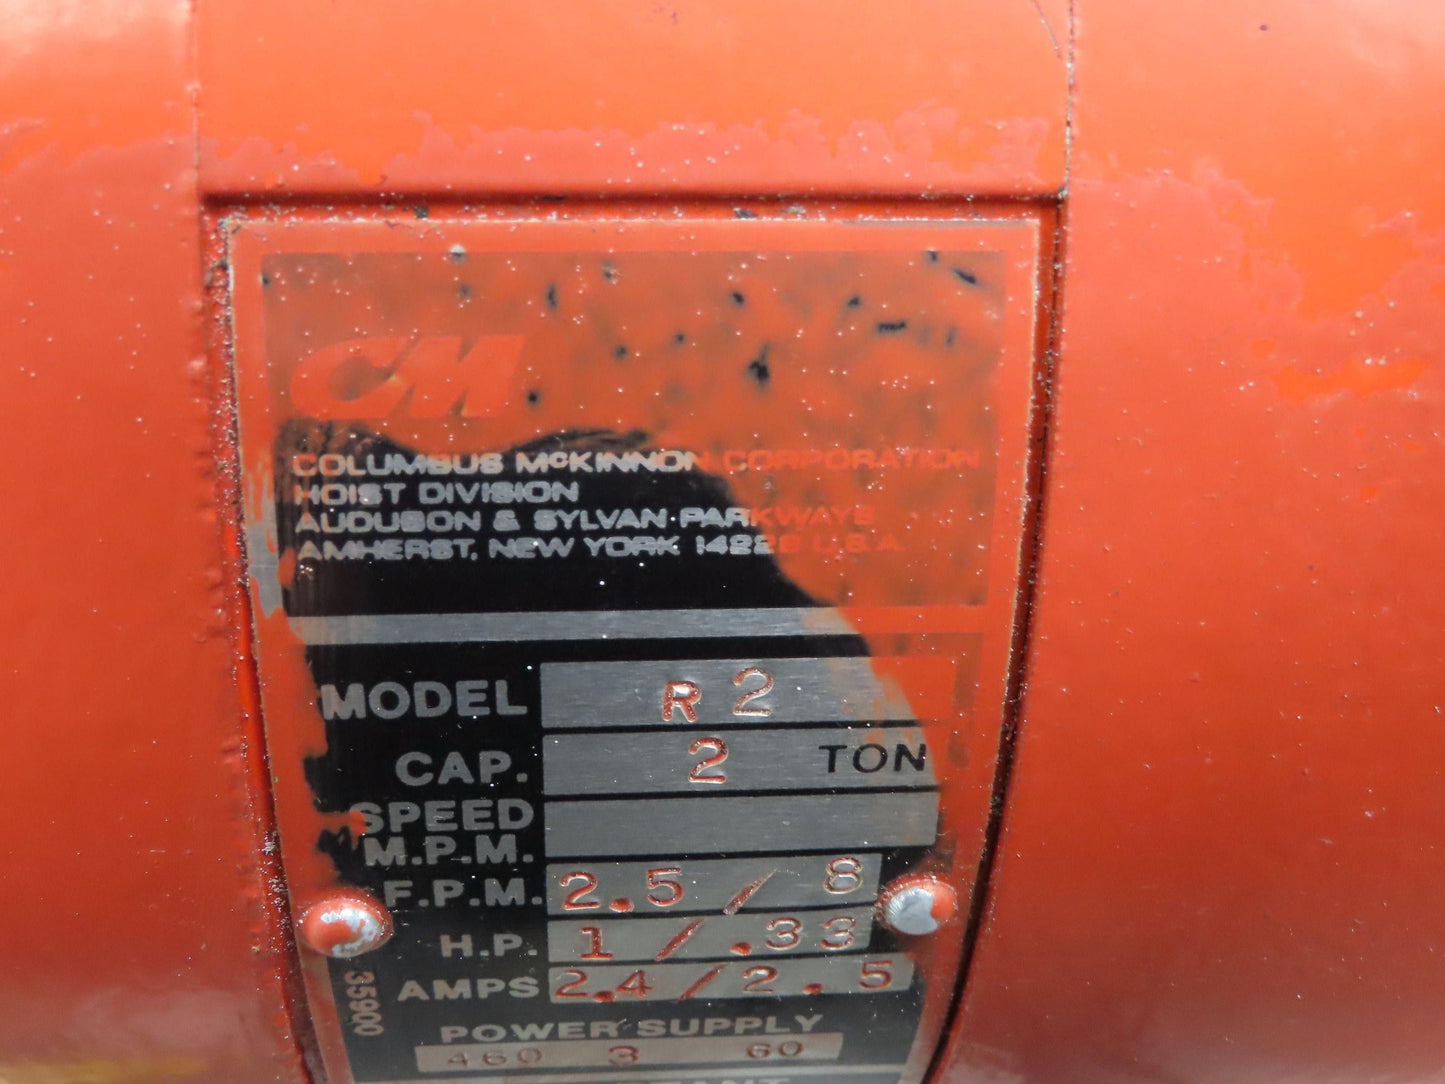 CM
COLUMBUS McKINNON CORPORATION
HOIST DIVISION
AUDUBON & SYLVAN PARKWAYS
AMHERST, NEW YORK 14228 U.S.A.
MODEL R2
CAP. 2 TON
SPEED
M.P.M.
F.P.M. 2.5 / 8
H.P. 1 / .33
AMPS 2.4 / 2.5
35900
POWER SUPPLY
460 3 60